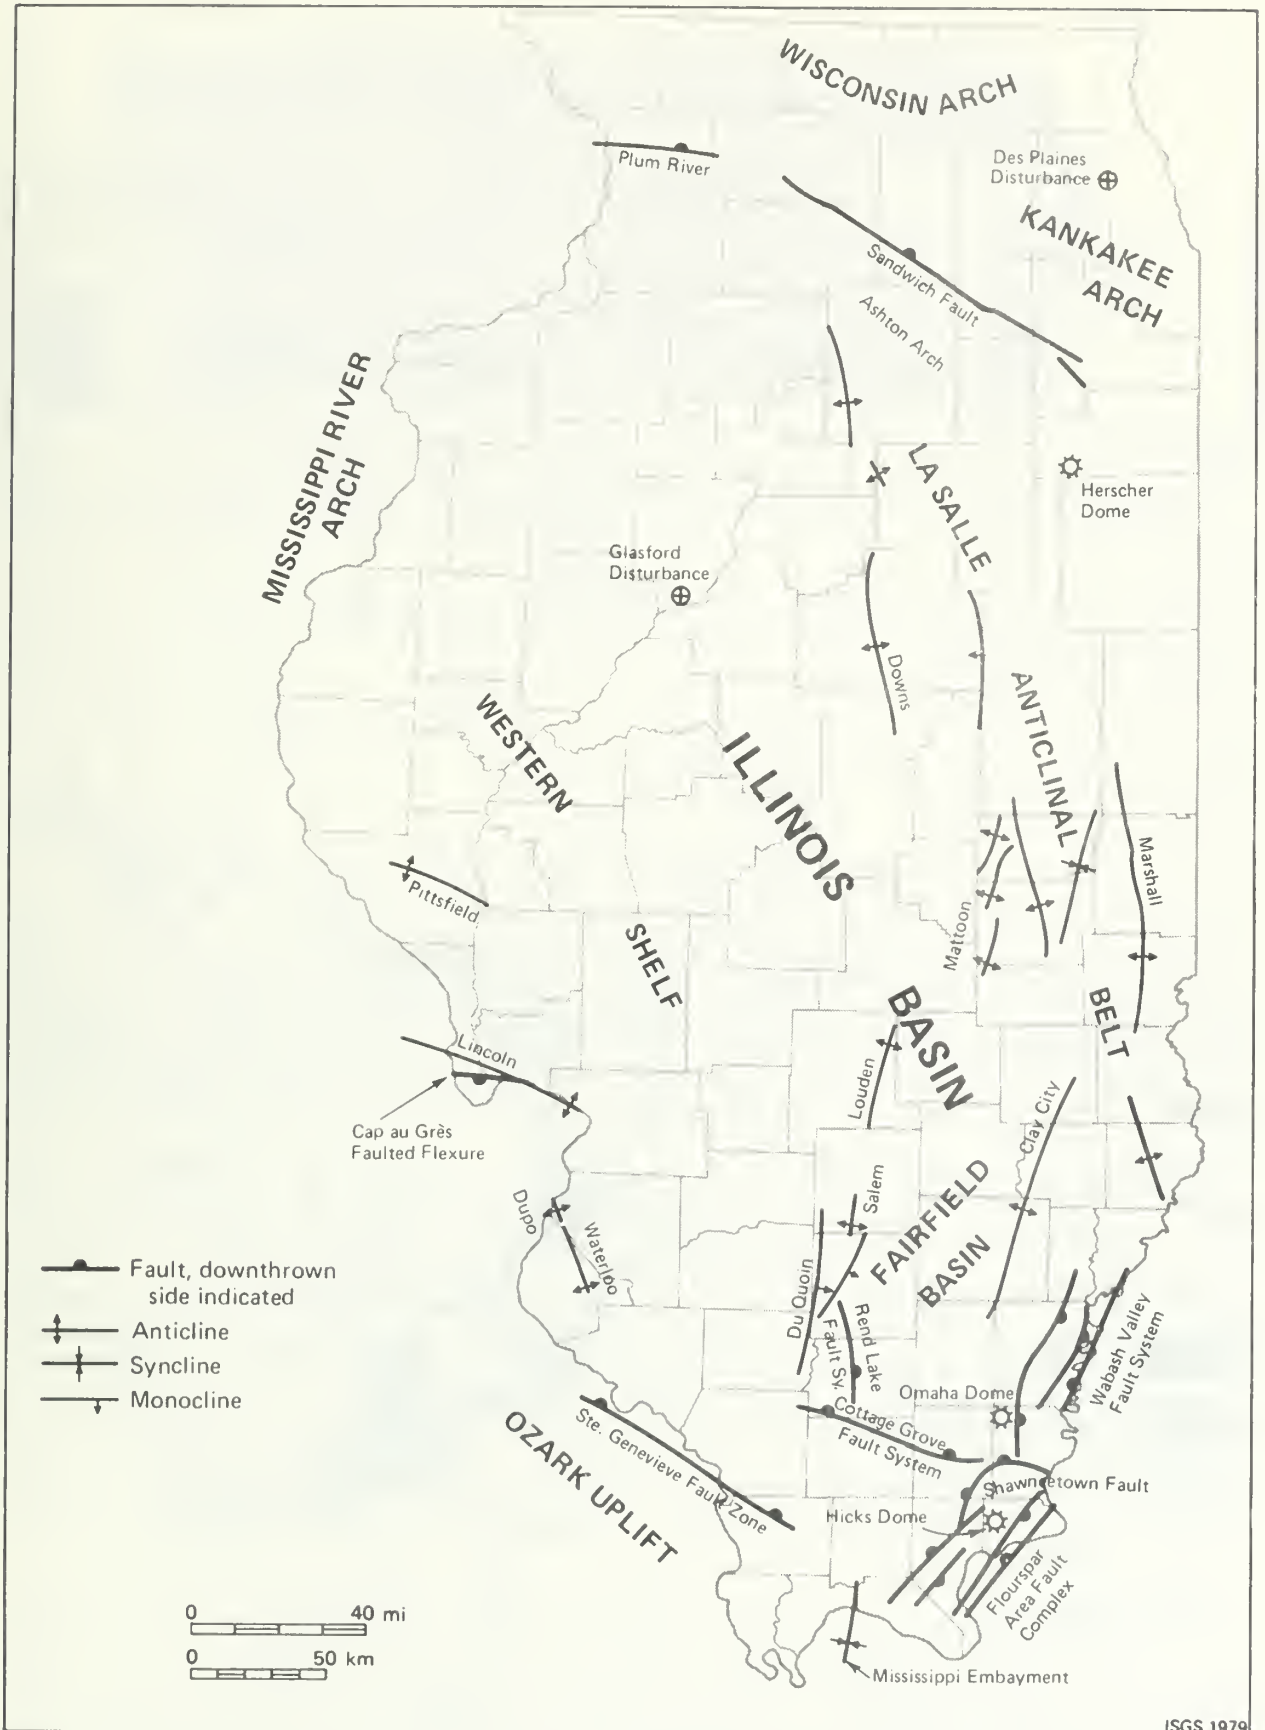 WISCONSIN ARCH
Plum River
Des Plaines
Disturbance
KANKAKEE
ARCH
Sandwich Fault
Ashton Arch
MISSISSIPPI RIVER
ARCH
LA SALLE
Herscher
Dome
Glasford
Disturbance
Downs
ANTICLINAL
WESTERN
ILLINOIS
Marshall
Pittsfield
Mattoon
SHELF
BASIN
BELT
Lincoln
Louden
Clay City
Cap au Grès
Faulted Flexure
FAIRFIELD
BASIN
Salem
Dupo
Waterloo
Du Quoin
Rend Lake
Fault Sy.
Wabash Valley
Fault System
Fault, downthrown
side indicated
Anticline
Syncline
Monocline
Omaha Dome
Cottage Grove
Fault System
OZARK UPLIFT
Ste. Genevieve Fault Zone
Shawneetown Fault
Hicks Dome
Flourspar
Area Fault
Complex
0 40 mi
0 50 km
Mississippi Embayment
ISGS 1979